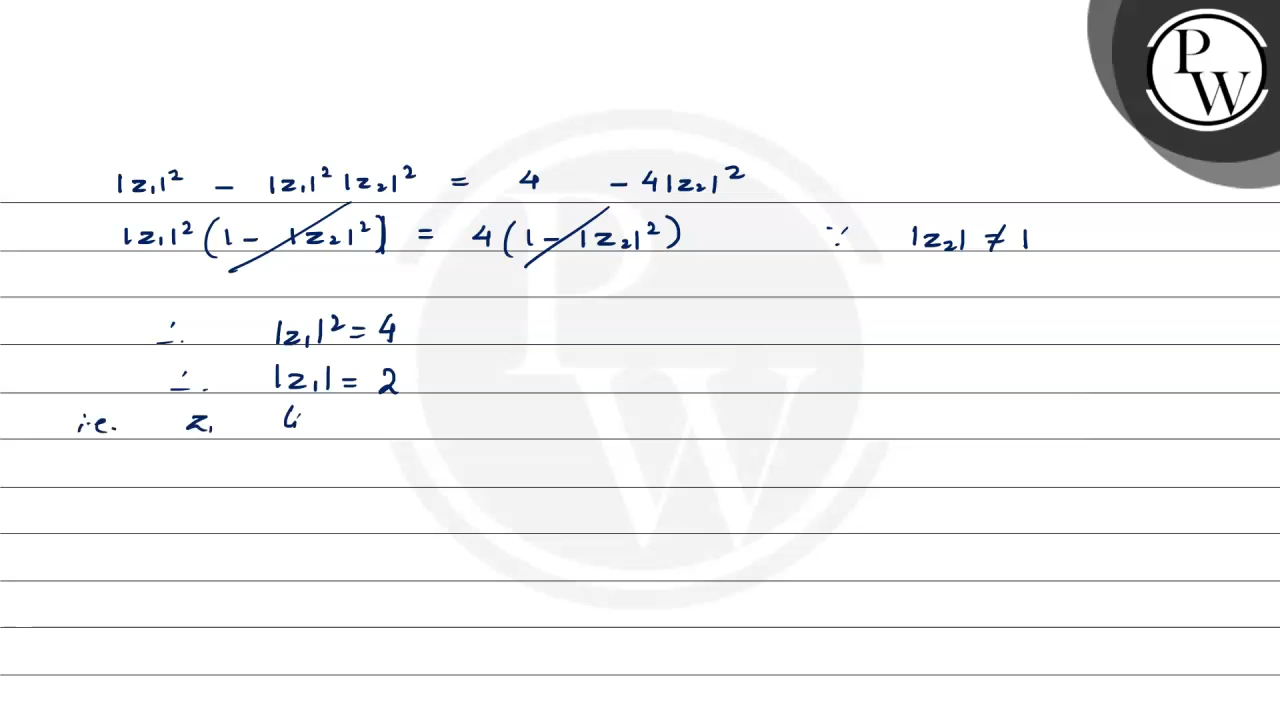 PW
|z₁|² - |z₁|² |z₂|² = 4 - 4|z₂|²
|z₁|² (1 - |z₂|²] = 4 (1 - |z₂|²) ∵ |z₂| ≠ 1
∴ |z₁|² = 4
∴ |z₁| = 2
i.e. z₁